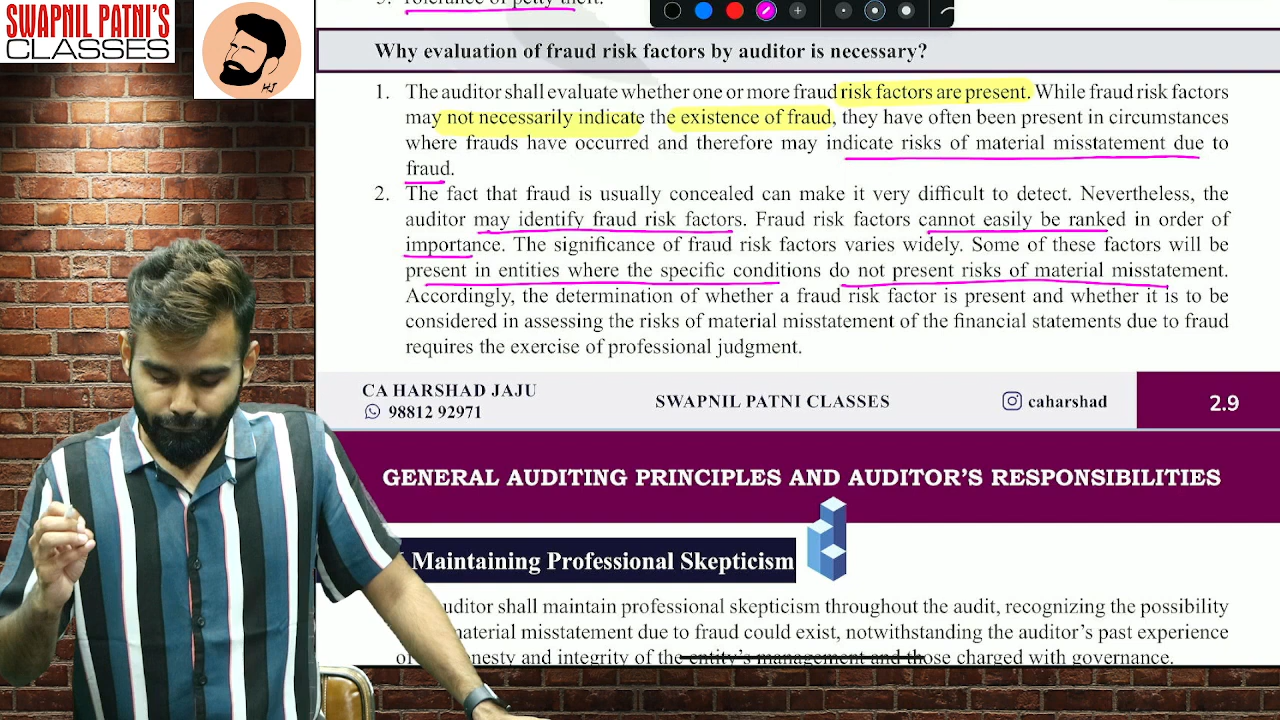 SWAPNIL PATNI'S
CLASSES
HJ
5. Tolerance of petty theft.
Why evaluation of fraud risk factors by auditor is necessary?
1. The auditor shall evaluate whether one or more fraud risk factors are present. While fraud risk factors
may not necessarily indicate the existence of fraud, they have often been present in circumstances
where frauds have occurred and therefore may indicate risks of material misstatement due to
fraud.
2. The fact that fraud is usually concealed can make it very difficult to detect. Nevertheless, the
auditor may identify fraud risk factors. Fraud risk factors cannot easily be ranked in order of
importance. The significance of fraud risk factors varies widely. Some of these factors will be
present in entities where the specific conditions do not present risks of material misstatement.
Accordingly, the determination of whether a fraud risk factor is present and whether it is to be
considered in assessing the risks of material misstatement of the financial statements due to fraud
requires the exercise of professional judgment.
CA HARSHAD JAJU
98812 92971
SWAPNIL PATNI CLASSES
caharshad
2.9
GENERAL AUDITING PRINCIPLES AND AUDITOR'S RESPONSIBILITIES
Maintaining Professional Skepticism
auditor shall maintain professional skepticism throughout the audit, recognizing the possibility
material misstatement due to fraud could exist, notwithstanding the auditor's past experience
and integrity of the entity's management and those charged with governance.